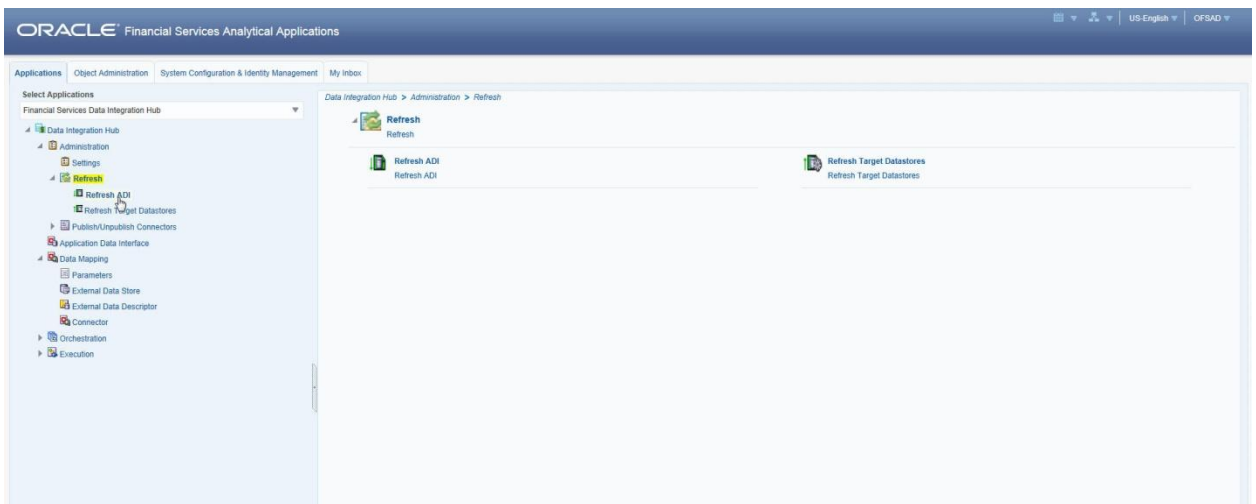 ORACLE Financial Services Analytical Applications
US-English
OFSAD
Applications
Object Administration
System Configuration & Identity Management
My Inbox
Select Applications
Financial Services Data Integration Hub
Data Integration Hub
Administration
Settings
Refresh
Refresh ADI
Refresh Target Datastores
Publish/Unpublish Connectors
Application Data Interface
Data Mapping
Parameters
External Data Store
External Data Descriptor
Connector
Orchestration
Execution
Data Integration Hub > Administration > Refresh
Refresh
Refresh
Refresh ADI
Refresh ADI
Refresh Target Datastores
Refresh Target Datastores